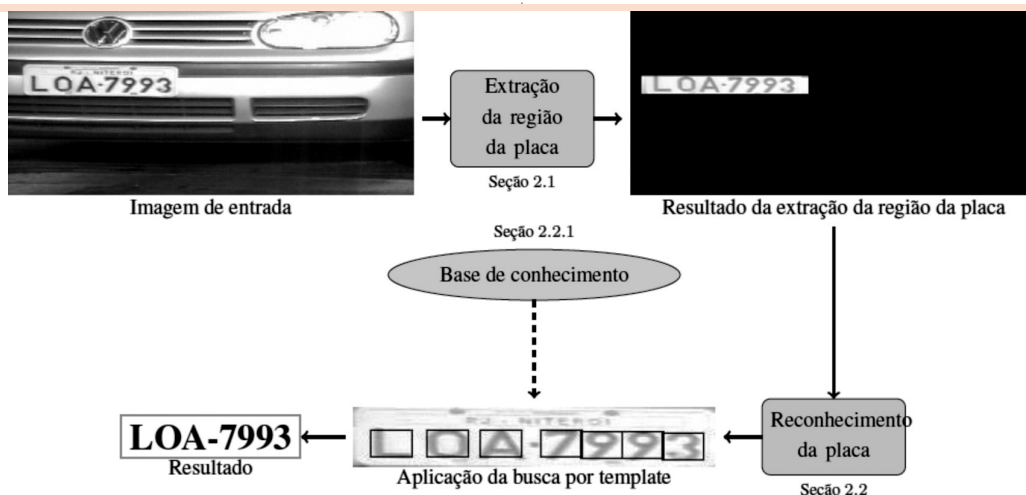 RJ - NITEROI
LOA-7993
Extração
da região
da placa
Seção 2.1
LOA-7993
Imagem de entrada
Resultado da extração da região da placa
Seção 2.2.1
Base de conhecimento
RJ - NITEROI
LOA-7993
Aplicação da busca por template
LOA-7993
Resultado
Reconhecimento
da placa
Seção 2.2